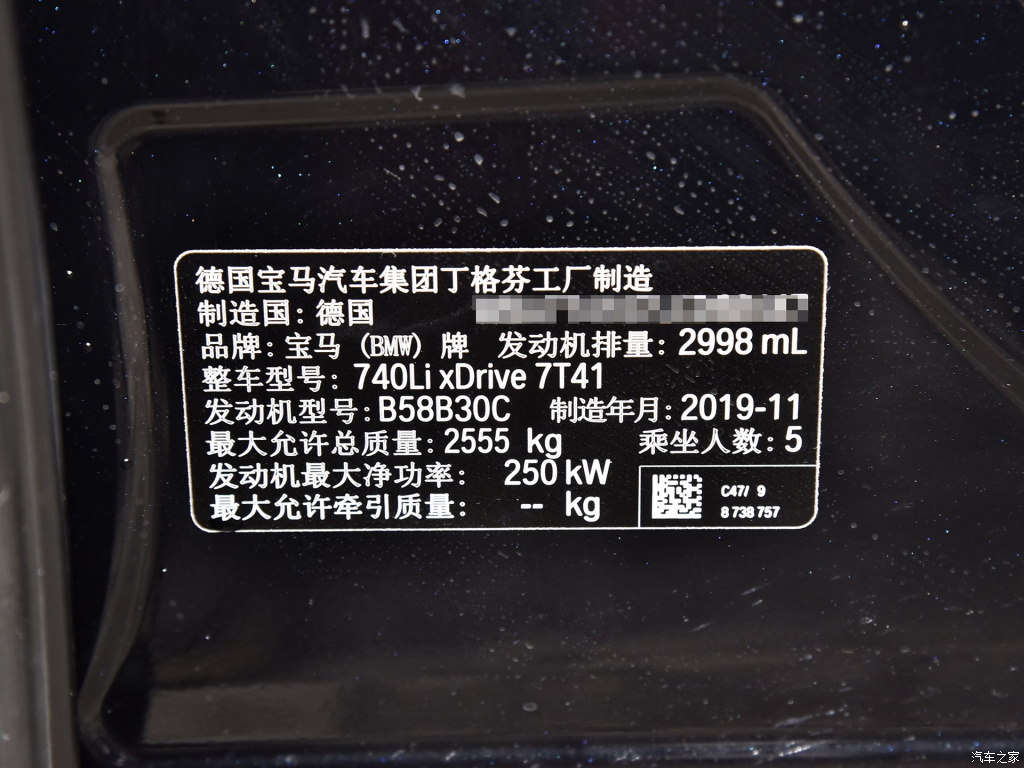 德国宝马汽车集团丁格芬工厂制造
制造国：德国
品牌：宝马（BMW）牌 发动机排量：2998 mL
整车型号：740Li xDrive 7T41
发动机型号：B58B30C 制造年月：2019-11
最大允许总质量：2555 kg 乘坐人数：5
发动机最大净功率： 250 kW
最大允许牵引质量： -- kg
C47/ 9
8 738 757
汽车之家